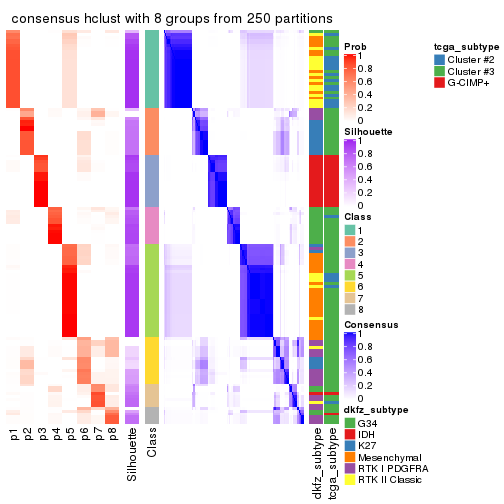 consensus hclust with 8 groups from 250 partitions
Prob
1
0.8
0.6
0.4
0.2
0
Silhouette
1
0.8
0.6
0.4
0.2
0
Class
1
2
3
4
5
6
7
8
Consensus
1
0.8
0.6
0.4
0.2
0
dkfz_subtype
G34
IDH
K27
Mesenchymal
RTK I PDGFRA
RTK II Classic
tcga_subtype
Cluster #2
Cluster #3
G-CIMP+
p1
p2
p3
p4
p5
p6
p7
p8
Silhouette
Class
dkfz_subtype
tcga_subtype